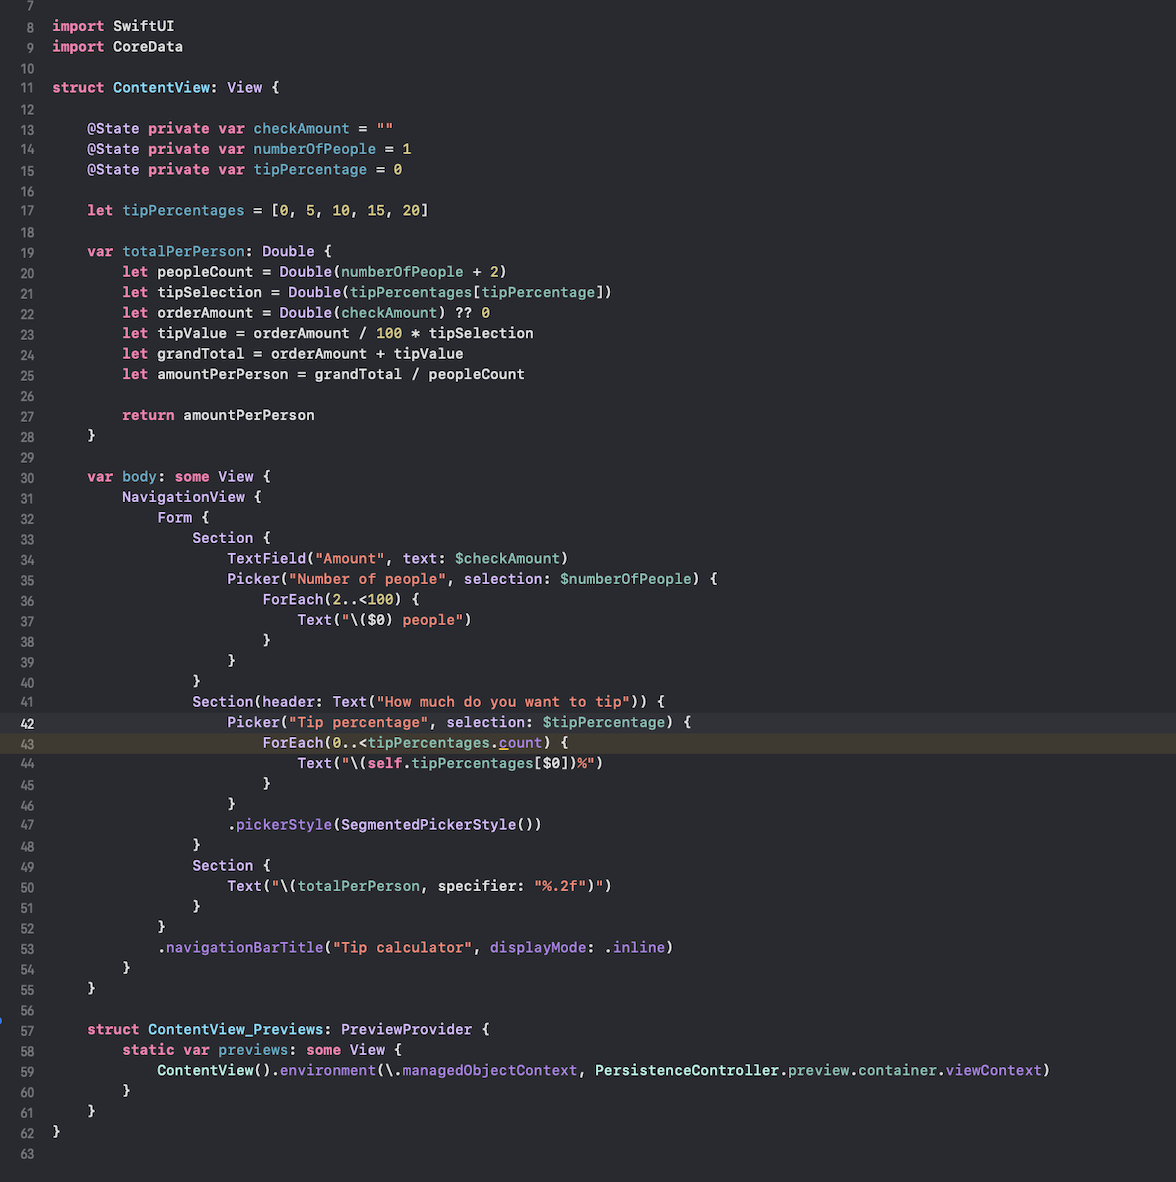 7
8 import SwiftUI
9 import CoreData
10
11 struct ContentView: View {
12
13     @State private var checkAmount = ""
14     @State private var numberOfPeople = 1
15     @State private var tipPercentage = 0
16
17     let tipPercentages = [0, 5, 10, 15, 20]
18
19     var totalPerPerson: Double {
20         let peopleCount = Double(numberOfPeople + 2)
21         let tipSelection = Double(tipPercentages[tipPercentage])
22         let orderAmount = Double(checkAmount) ?? 0
23         let tipValue = orderAmount / 100 * tipSelection
24         let grandTotal = orderAmount + tipValue
25         let amountPerPerson = grandTotal / peopleCount
26
27         return amountPerPerson
28     }
29
30     var body: some View {
31         NavigationView {
32             Form {
33                 Section {
34                     TextField("Amount", text: $checkAmount)
35                     Picker("Number of people", selection: $numberOfPeople) {
36                         ForEach(2..<100) {
37                             Text("\($0) people")
38                         }
39                     }
40                 }
41                 Section(header: Text("How much do you want to tip")) {
42                     Picker("Tip percentage", selection: $tipPercentage) {
43                         ForEach(0..<tipPercentages.count) {
44                             Text("\(self.tipPercentages[$0])%")
45                         }
46                     }
47                     .pickerStyle(SegmentedPickerStyle())
48                 }
49                 Section {
50                     Text("\(totalPerPerson, specifier: "%.2f")")
51                 }
52             }
53             .navigationBarTitle("Tip calculator", displayMode: .inline)
54         }
55     }
56
57     struct ContentView_Previews: PreviewProvider {
58         static var previews: some View {
59             ContentView().environment(\.managedObjectContext, PersistenceController.preview.container.viewContext)
60         }
61     }
62 }
63